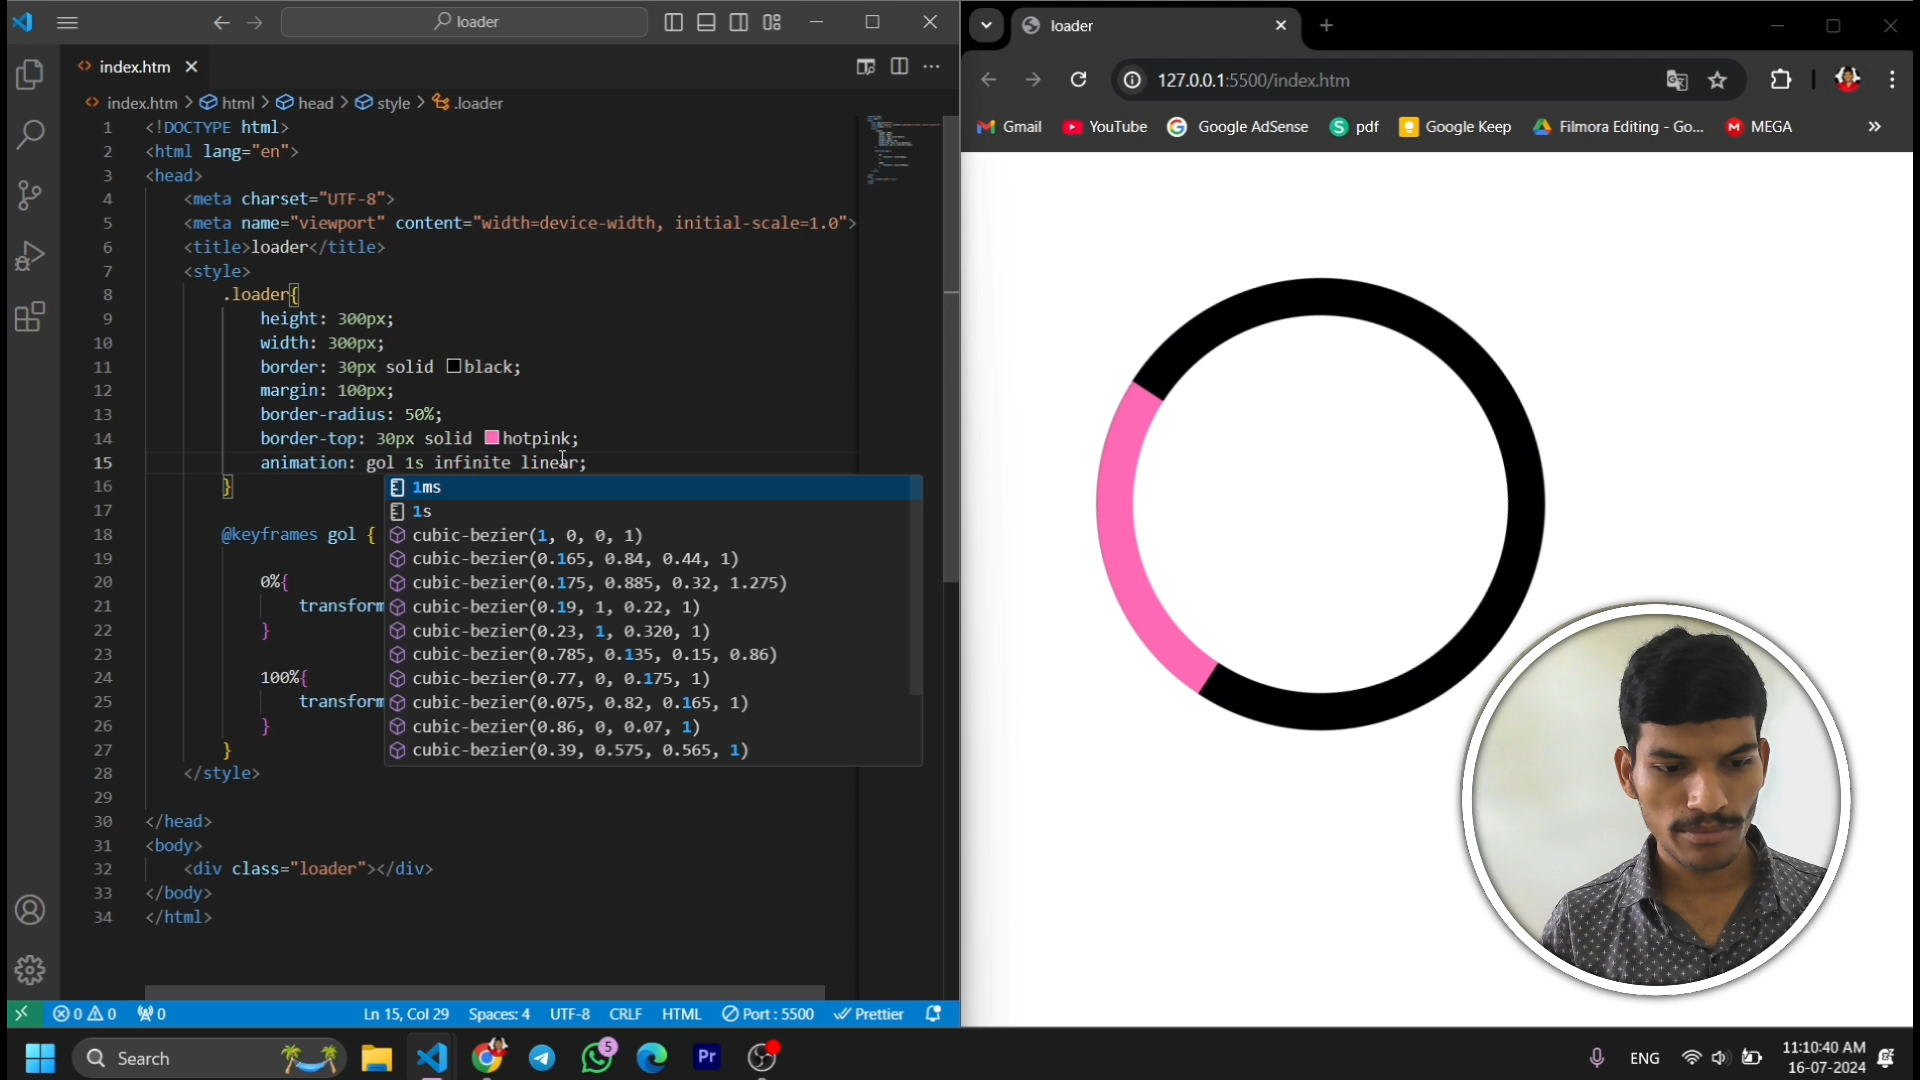 loader
index.htm
index.htm > html > head > style > .loader
1 <!DOCTYPE html>
2 <html lang="en">
3 <head>
4 <meta charset="UTF-8">
5 <meta name="viewport" content="width=device-width, initial-scale=1.0">
6 <title>loader</title>
7 <style>
8 .loader{
9 height: 300px;
10 width: 300px;
11 border: 30px solid black;
12 margin: 100px;
13 border-radius: 50%;
14 border-top: 30px solid hotpink;
15 animation: gol 1s infinite linear;
16 }
17
18 @keyframes gol {
19
20 0%{
21 transform
22 }
23
24 100%{
25 transform
26 }
27 }
28 </style>
29
30 </head>
31 <body>
32 <div class="loader"></div>
33 </body>
34 </html>
1ms
1s
cubic-bezier(1, 0, 0, 1)
cubic-bezier(0.165, 0.84, 0.44, 1)
cubic-bezier(0.175, 0.885, 0.32, 1.275)
cubic-bezier(0.19, 1, 0.22, 1)
cubic-bezier(0.23, 1, 0.320, 1)
cubic-bezier(0.785, 0.135, 0.15, 0.86)
cubic-bezier(0.77, 0, 0.175, 1)
cubic-bezier(0.075, 0.82, 0.165, 1)
cubic-bezier(0.86, 0, 0.07, 1)
cubic-bezier(0.39, 0.575, 0.565, 1)
0 0 0 Ln 15, Col 29 Spaces: 4 UTF-8 CRLF HTML Port : 5500 Prettier
loader
127.0.0.1:5500/index.htm
Gmail YouTube Google AdSense S pdf Google Keep Filmora Editing - Go... M MEGA »
Search 5 Pr ENG 11:10:40 AM
16-07-2024